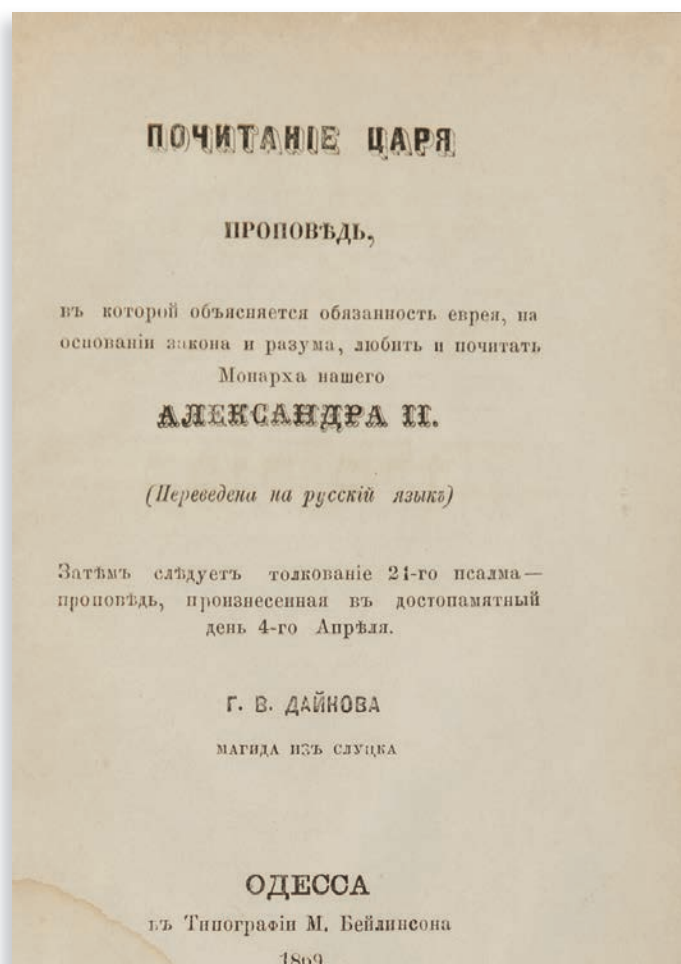 ПОЧИТАНІЕ ЦАРЯ
ПРОПОВѢДЬ,
въ которой объясняется обязанность еврея, на
основаніи закона и разума, любить и почитать
Монарха нашего
АЛЕКСАНДРА II.
(Переведена на русскій языкъ)
Затѣмъ слѣдуетъ толкованіе 21-го псалма—
проповѣдь, произнесенная въ достопамятный
день 4-го Апрѣля.
Г. В. ДАЙНОВА
МАГИДА ИЗЪ СЛУЦКА
ОДЕССА
въ Типографіи М. Бейлинсона
1869